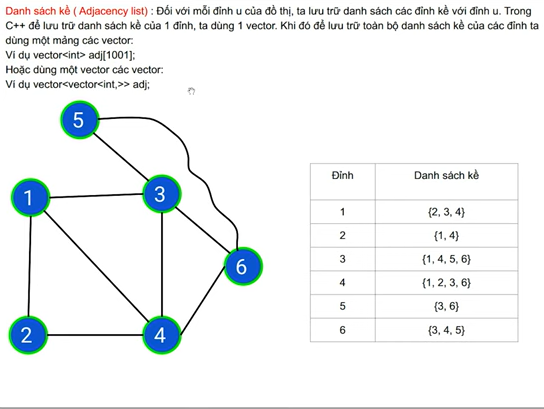 Danh sách kề ( Adjacency list) : Đối với mỗi đỉnh u của đồ thị, ta lưu trữ danh sách các đỉnh kề với đỉnh u. Trong
C++ để lưu trữ danh sách kề của 1 đỉnh, ta dùng 1 vector. Khi đó để lưu trữ toàn bộ danh sách kề của các đỉnh ta
dùng một mảng các vector:
Ví dụ vector<int> adj[1001];
Hoặc dùng một vector các vector:
Ví dụ vector<vector<int,>> adj;
5
1
3
6
2
4
Đỉnh Danh sách kề
1 {2, 3, 4}
2 {1, 4}
3 {1, 4, 5, 6}
4 {1, 2, 3, 6}
5 {3, 6}
6 {3, 4, 5}